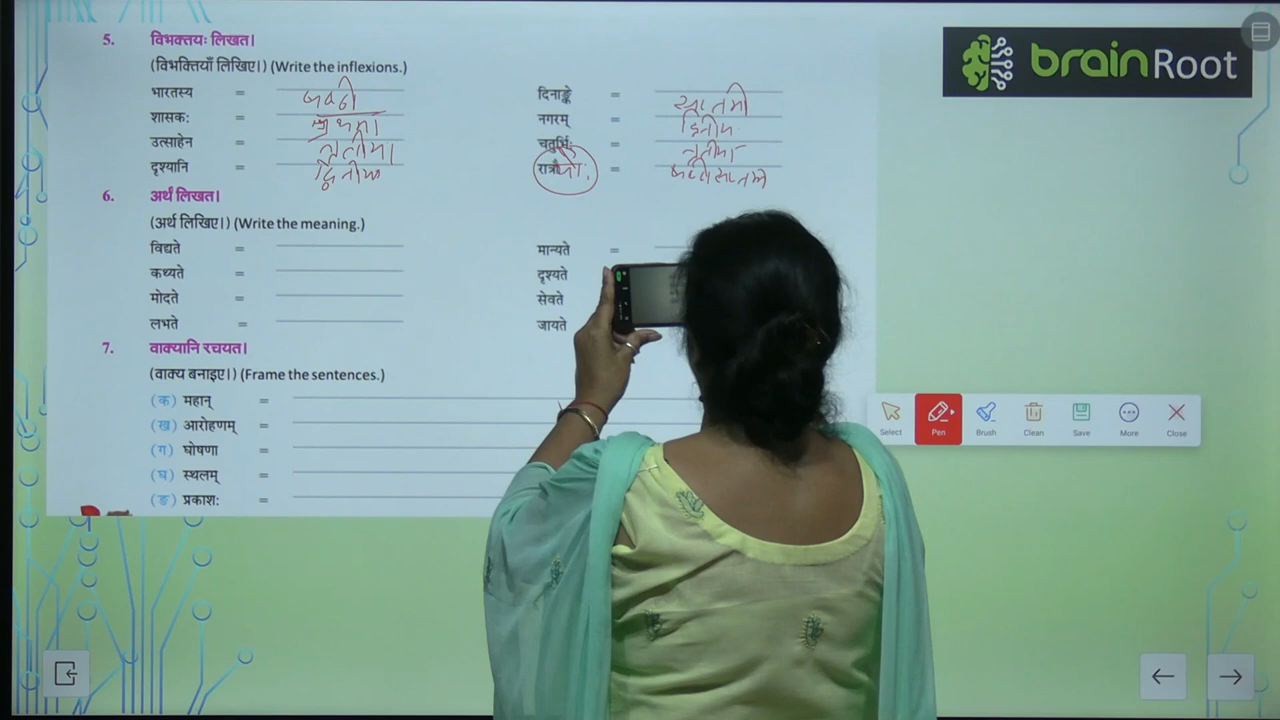 5. विभक्तयः लिखत।
(विभक्तियाँ लिखिए।) (Write the inflexions.)
भारतस्य = षष्ठी दिनाङ्के = सप्तमी
शासकः = प्रथमा नगरम् = द्वितीया
उत्साहेन = तृतीया चतुर्भिः = तृतीया
दृश्यानि = द्वितीया रात्रौ =
6. अर्थं लिखत।
(अर्थ लिखिए।) (Write the meaning.)
विद्यते = मान्यते =
कथ्यते = दृश्यते
मोदते = सेवते
लभते = जायते
7. वाक्यानि रचयत।
(वाक्य बनाइए।) (Frame the sentences.)
(क) महान् =
(ख) आरोहणम् =
(ग) घोषणा =
(घ) स्थलम् =
(ङ) प्रकाशः =
brainRoot
Select Pen Brush Clean Save More Close